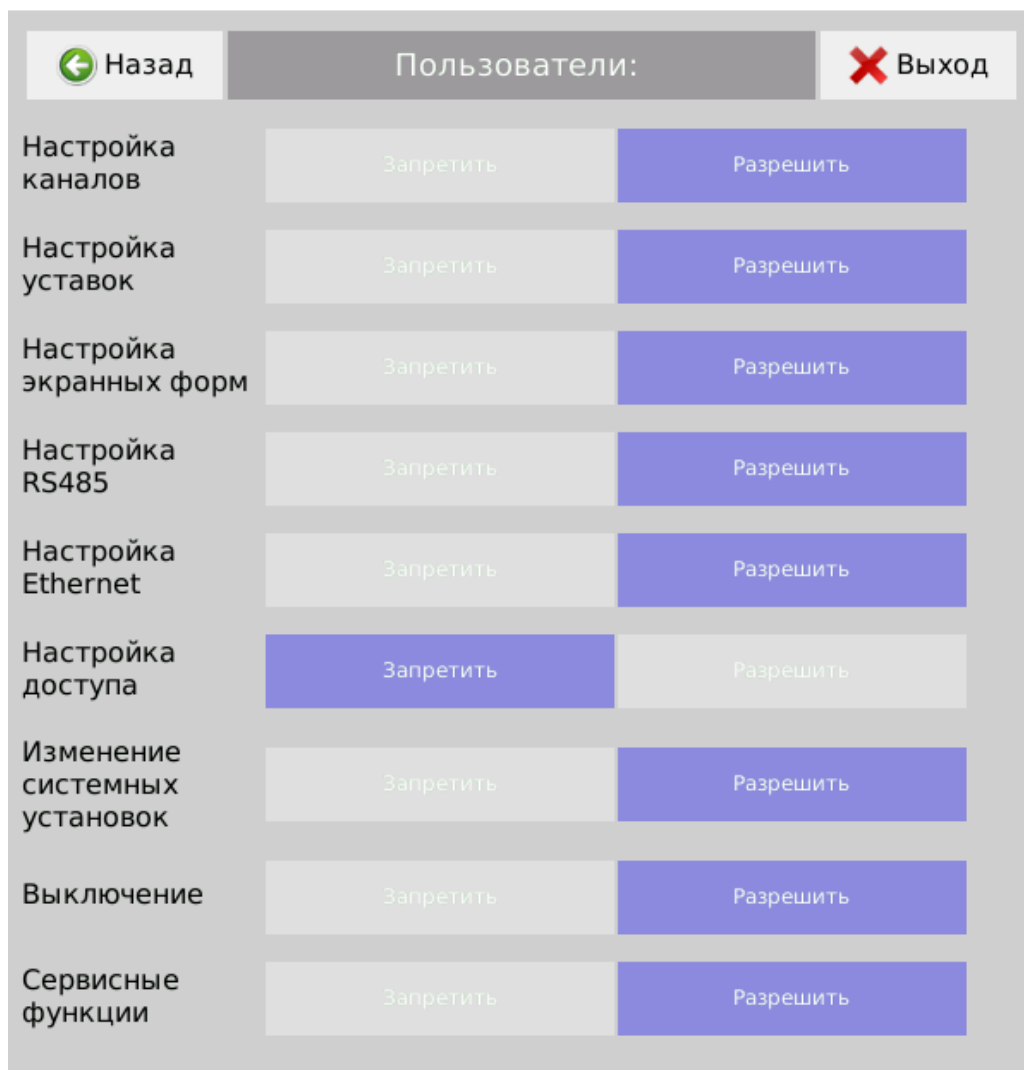 Назад Пользователи: Выход
Настройка
каналов
Запретить Разрешить
Настройка
уставок
Запретить Разрешить
Настройка
экранных форм
Запретить Разрешить
Настройка
RS485
Запретить Разрешить
Настройка
Ethernet
Запретить Разрешить
Настройка
доступа
Запретить Разрешить
Изменение
системных
установок
Запретить Разрешить
Выключение Запретить Разрешить
Сервисные
функции
Запретить Разрешить